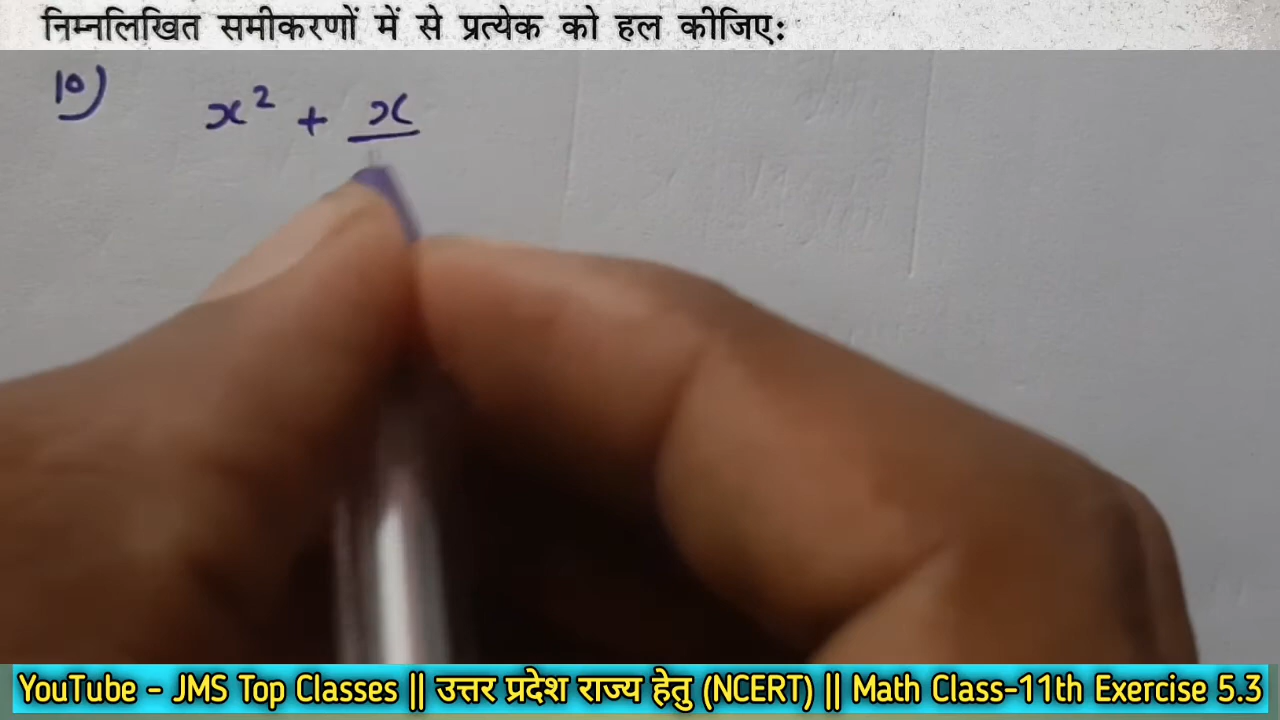 निम्नलिखित समीकरणों में से प्रत्येक को हल कीजिए:
10) x² + x
YouTube - JMS Top Classes || उत्तर प्रदेश राज्य हेतु (NCERT) || Math Class-11th Exercise 5.3